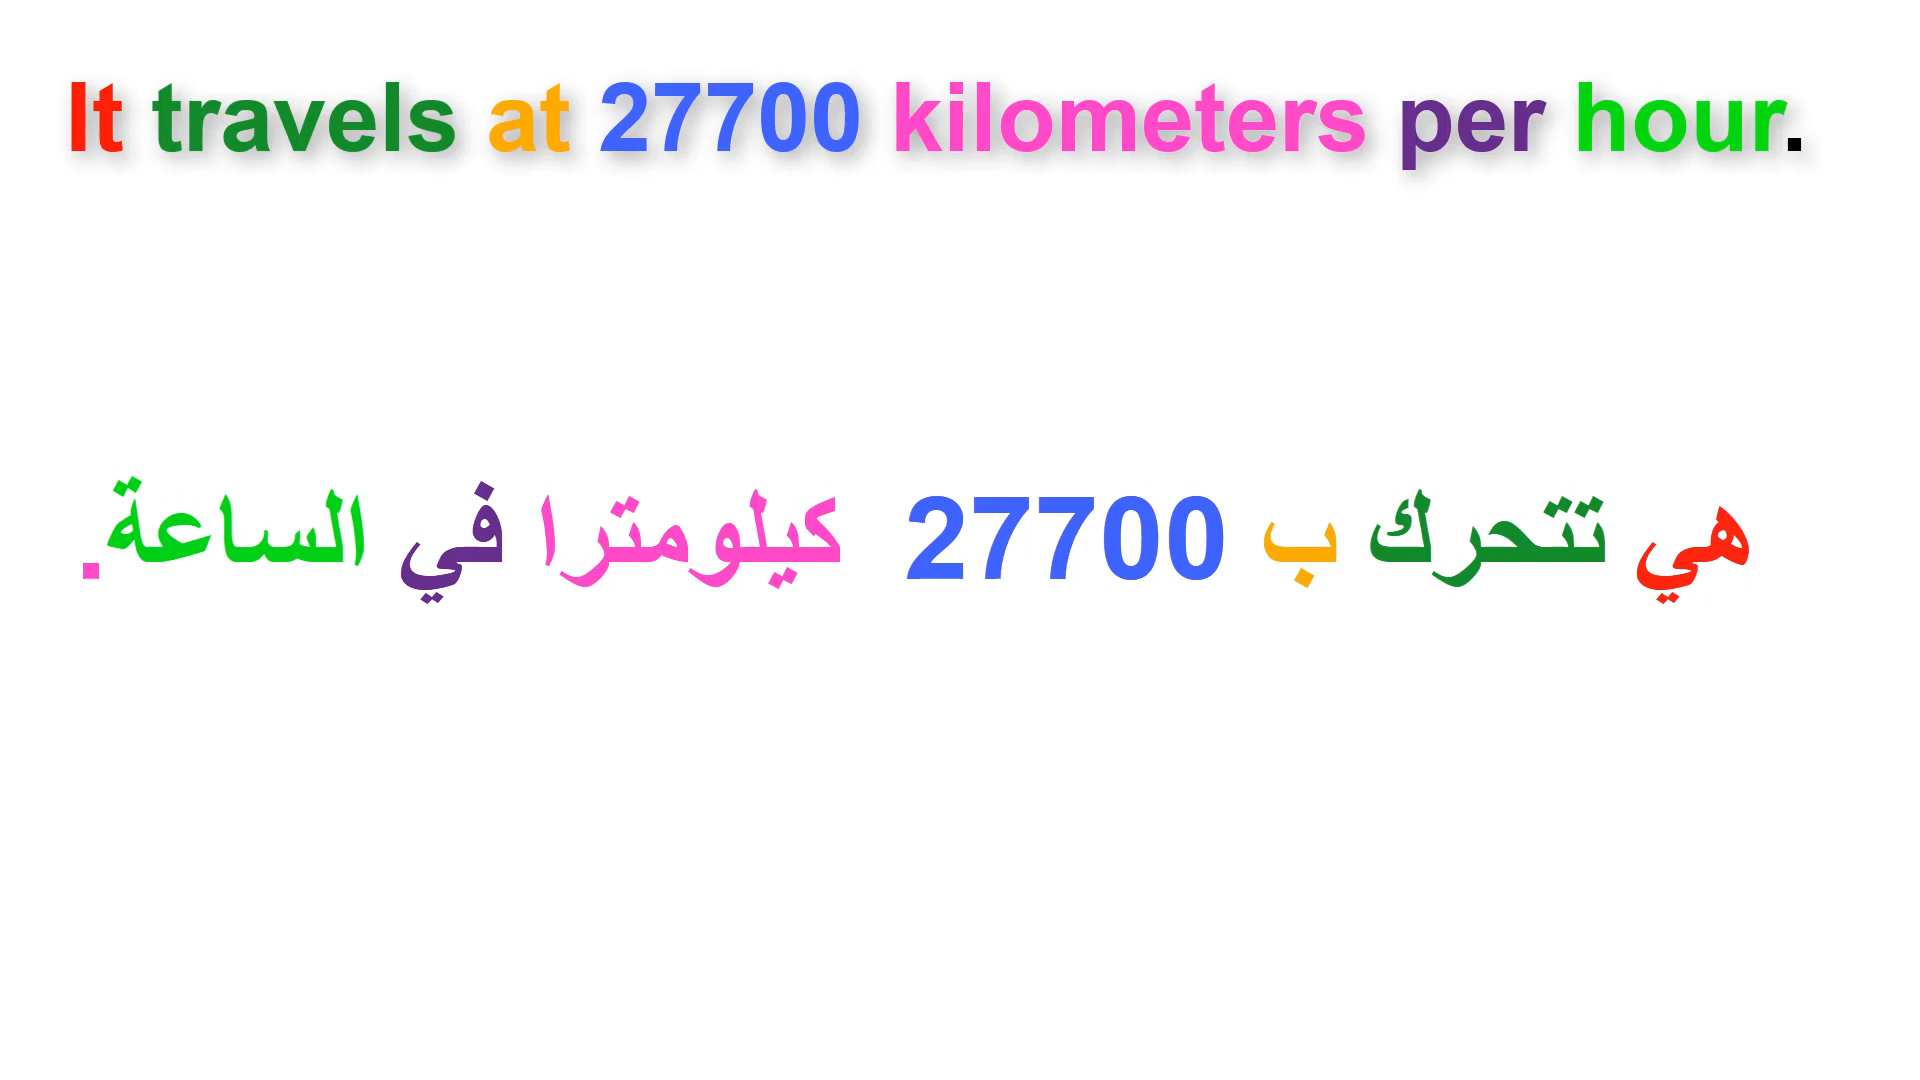 It travels at 27700 kilometers per hour.
هي تتحرك ب 27700 كيلومترا في الساعة.